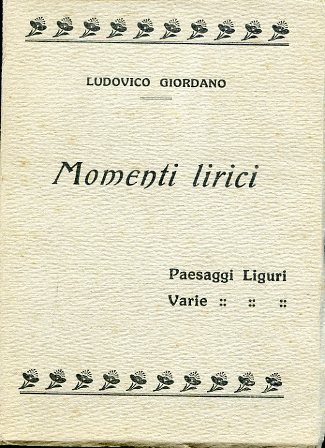 LUDOVICO GIORDANO
Momenti lirici
Paesaggi Liguri
Varie :: :: ::